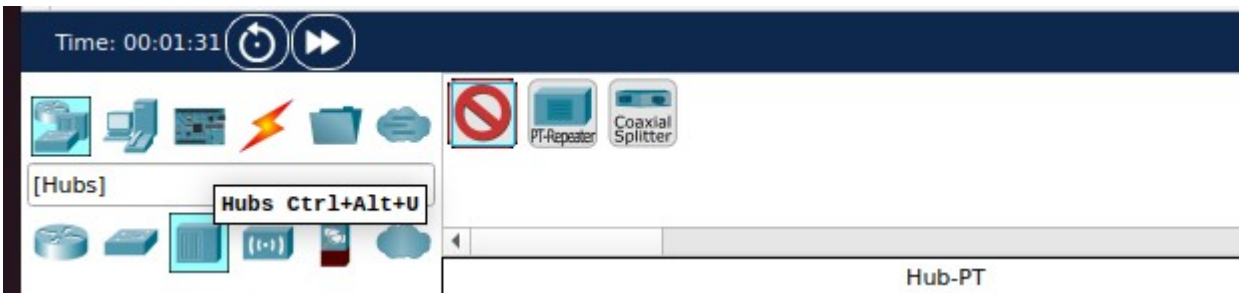 Time: 00:01:31
PT-Repeater
Coaxial
Splitter
[Hubs]
Hubs Ctrl+Alt+U
Hub-PT